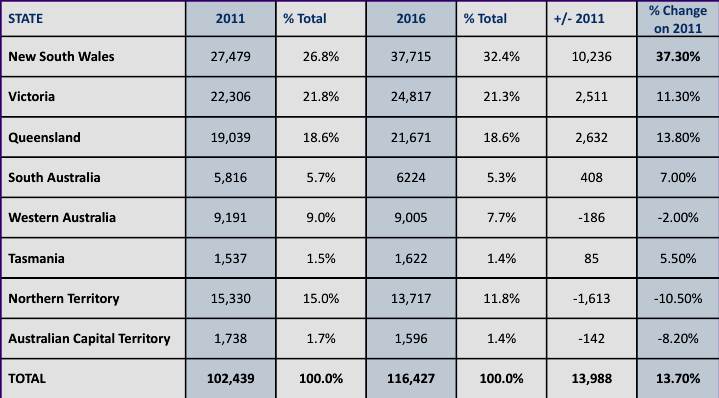 STATE 2011 % Total 2016 % Total +/- 2011 % Change on 2011
New South Wales 27,479 26.8% 37,715 32.4% 10,236 37.30%
Victoria 22,306 21.8% 24,817 21.3% 2,511 11.30%
Queensland 19,039 18.6% 21,671 18.6% 2,632 13.80%
South Australia 5,816 5.7% 6224 5.3% 408 7.00%
Western Australia 9,191 9.0% 9,005 7.7% -186 -2.00%
Tasmania 1,537 1.5% 1,622 1.4% 85 5.50%
Northern Territory 15,330 15.0% 13,717 11.8% -1,613 -10.50%
Australian Capital Territory 1,738 1.7% 1,596 1.4% -142 -8.20%
TOTAL 102,439 100.0% 116,427 100.0% 13,988 13.70%